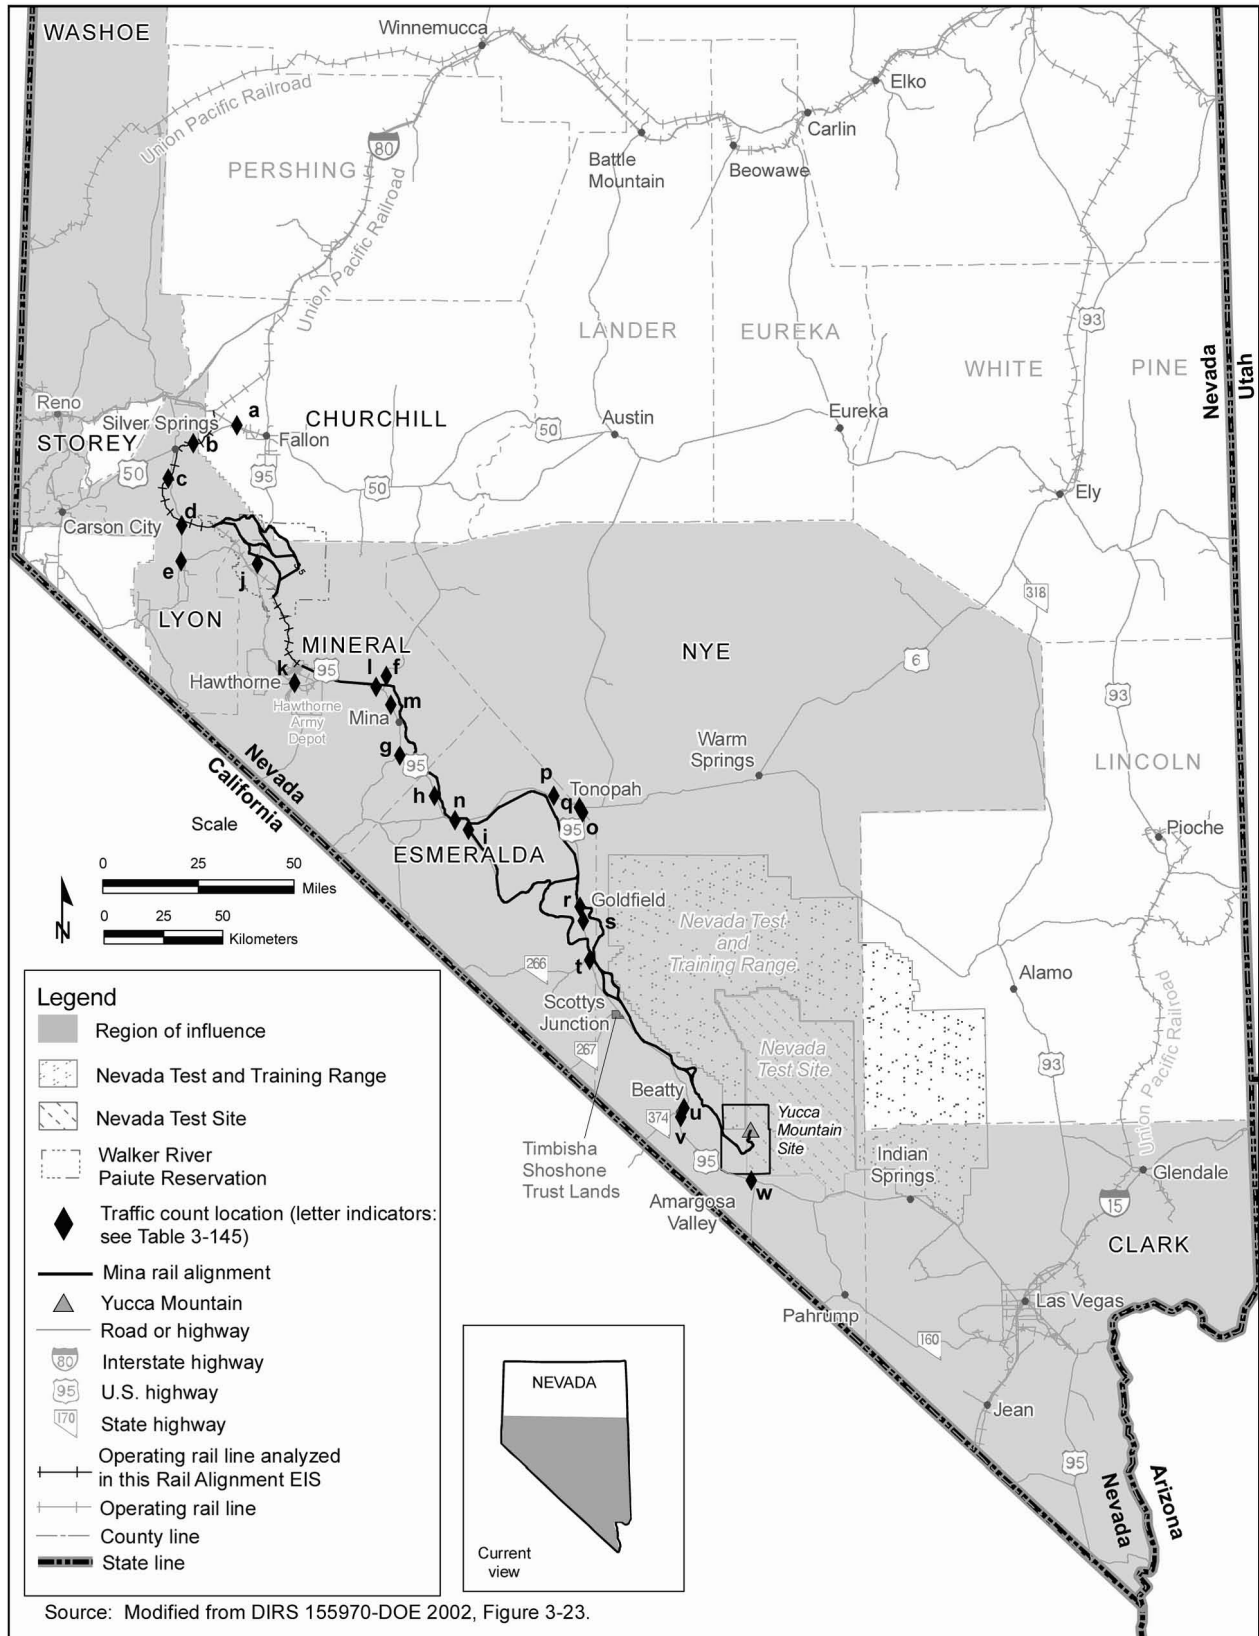 WASHOE
Winnemucca
Elko
Union Pacific Railroad
80
Carlin
PERSHING
Battle
Mountain
Beowawe
Union Pacific Railroad
93
LANDER
EUREKA
WHITE
PINE
Nevada
Utah
Reno
Silver Springs
a
CHURCHILL
Austin
Eureka
STOREY
b
Fallon
50
50
c
95
50
Ely
d
Carson City
e
j
5
318
LYON
MINERAL
NYE
6
k
95
l
f
Hawthorne
Hawthorne
Army
Depot
m
Mina
93
g
95
Warm
Springs
LINCOLN
Nevada
California
h
n
p
q
Tonopah
o
95
i
Pioche
ESMERALDA
Scale
0
25
50
Miles
0
25
50
Kilometers
N
r
Goldfield
s
Nevada Test
and
Training Range
t
266
Alamo
Scottys
Junction
267
Nevada
Test Site
93
Union Pacific Railroad
Beatty
u
374
v
Yucca
Mountain
Site
Timbisha
Shoshone
Trust Lands
95
Indian
Springs
Glendale
w
Amargosa
Valley
15
CLARK
Las Vegas
Pahrump
160
Jean
95
Nevada
Arizona
Legend
Region of influence
Nevada Test and Training Range
Nevada Test Site
Walker River
Paiute Reservation
Traffic count location (letter indicators:
see Table 3-145)
Mina rail alignment
Yucca Mountain
Road or highway
80
Interstate highway
95
U.S. highway
170
State highway
Operating rail line analyzed
in this Rail Alignment EIS
Operating rail line
County line
State line
NEVADA
Current
view
Source: Modified from DIRS 155970-DOE 2002, Figure 3-23.